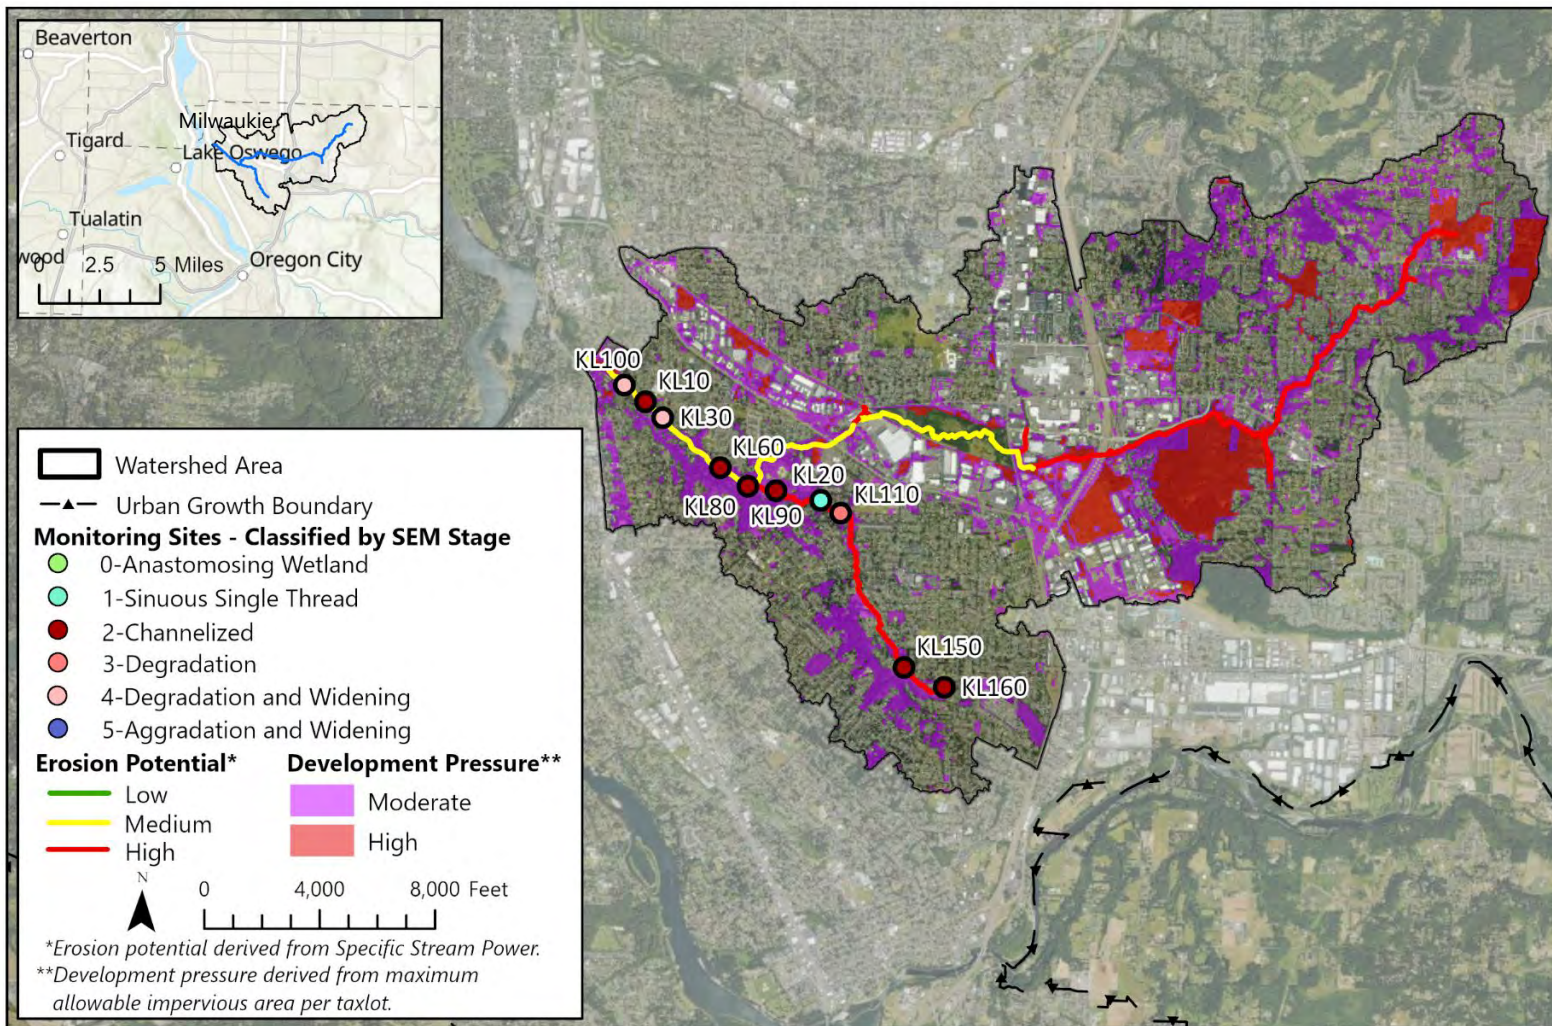 Beaverton
Milwaukie
Tigard
Lake Oswego
Tualatin
wood
Oregon City
0 2.5 5 Miles
KL100
KL10
KL30
KL60
KL20
KL110
KL80
KL90
KL150
KL160
Watershed Area
Urban Growth Boundary
Monitoring Sites - Classified by SEM Stage
0-Anastomosing Wetland
1-Sinuous Single Thread
2-Channelized
3-Degradation
4-Degradation and Widening
5-Aggradation and Widening
Erosion Potential* Development Pressure**
Low
Moderate
Medium
High
High
N
0 4,000 8,000 Feet
*Erosion potential derived from Specific Stream Power.
**Development pressure derived from maximum
allowable impervious area per taxlot.